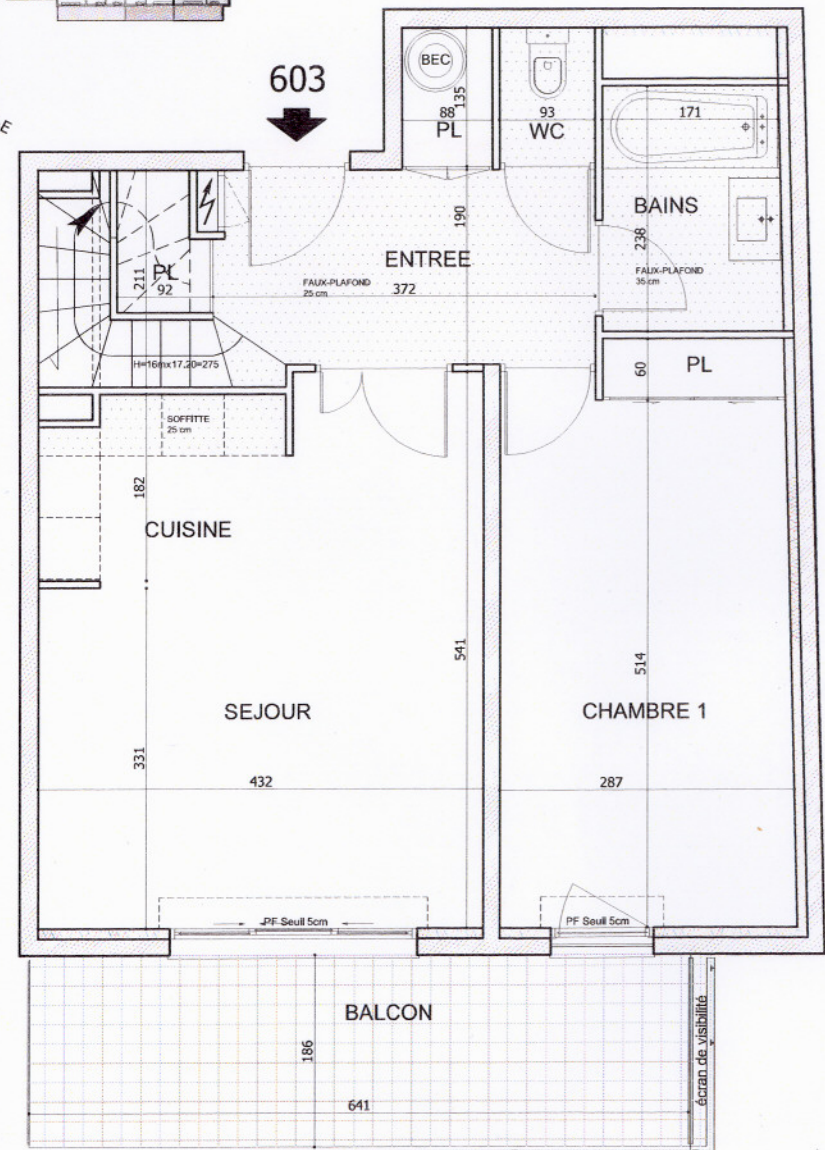 603
E
BEC
135
88
PL
93
WC
171
BAINS
190
238
ENTREE
211
PL
92
FAUX-PLAFOND
25 cm
372
FAUX-PLAFOND
35 cm
H=16mx17,20=275
60
PL
SOFFITTE
25 cm
182
CUISINE
541
514
SEJOUR
CHAMBRE 1
331
432
287
PF Seuil 5cm
PF Seuil 5cm
BALCON
186
écran de visibilité
641